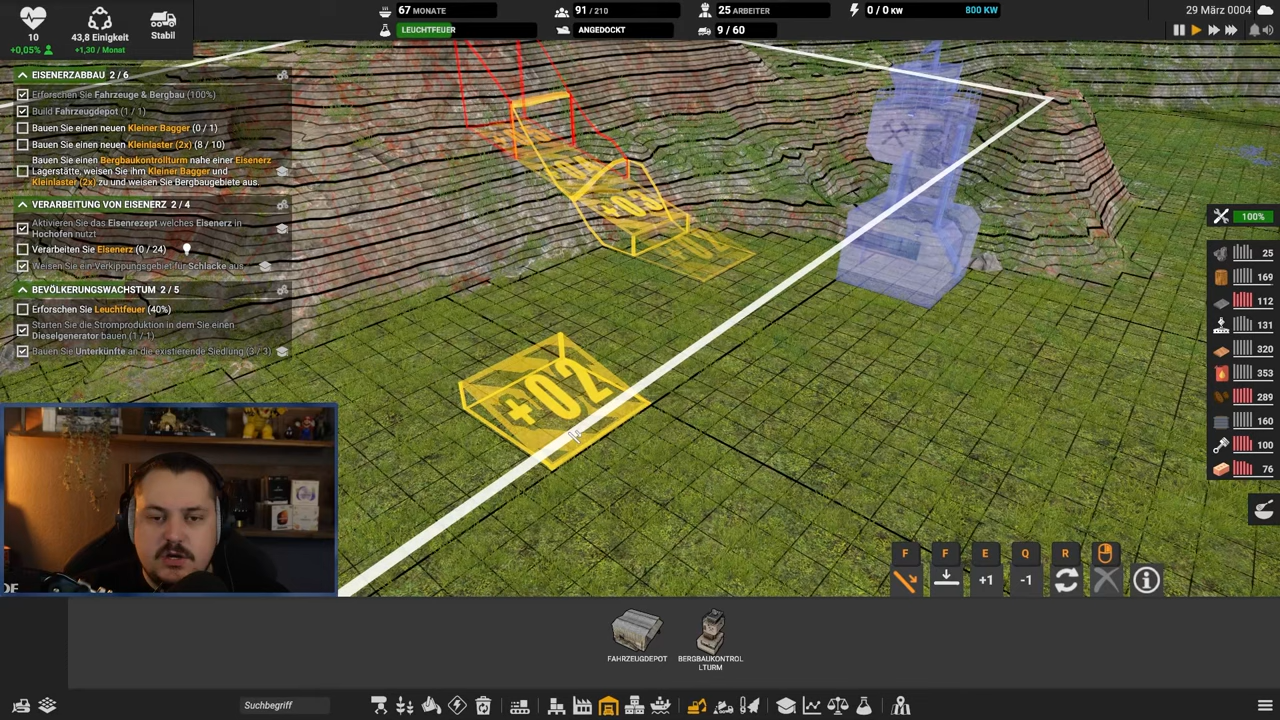 67 MONATE
91 / 210
25 ARBEITER
0 / 0 KW
800 KW
29 März 0004
10
43,8 Einigkeit
Stabil
+0,05%
+1,30 / Monat
LEUCHTFEUER
ANGEDOCKT
9 / 60
EISENERZABBAU 2 / 6
Erforschen Sie Fahrzeuge & Bergbau (100%)
Build Fahrzeugdepot (1 / 1)
Bauen Sie einen neuen Kleiner Bagger (0 / 1)
Bauen Sie einen neuen Kleinlaster (2x) (8 / 10)
Bauen Sie einen Bergbaukontrollturm nahe einer Eisenerz
Lagerstätte, weisen Sie ihm Kleiner Bagger und
Kleinlaster (2x) zu und weisen Sie Bergbaugebiete aus.
VERARBEITUNG VON EISENERZ 2 / 4
Aktivieren Sie das Eisenrezept welches Eisenerz in
Hochofen nutzt
Verarbeiten Sie Eisenerz (0 / 24)
Weisen Sie ein Verkippungsgebiet für Schlacke aus
BEVÖLKERUNGSWACHSTUM 2 / 5
Erforschen Sie Leuchtfeuer (40%)
Starten Sie die Stromproduktion in dem Sie einen
Dieselgenerator bauen (1 / 1)
Bauen Sie Unterkünfte an die existierende Siedlung (3 / 3)
+02
+02
100%
25
169
112
131
320
353
289
160
100
76
F
F
E
Q
R
+1
-1
FAHRZEUGDEPOT
BERGBAUKONTROL
LTURM
Suchbegriff